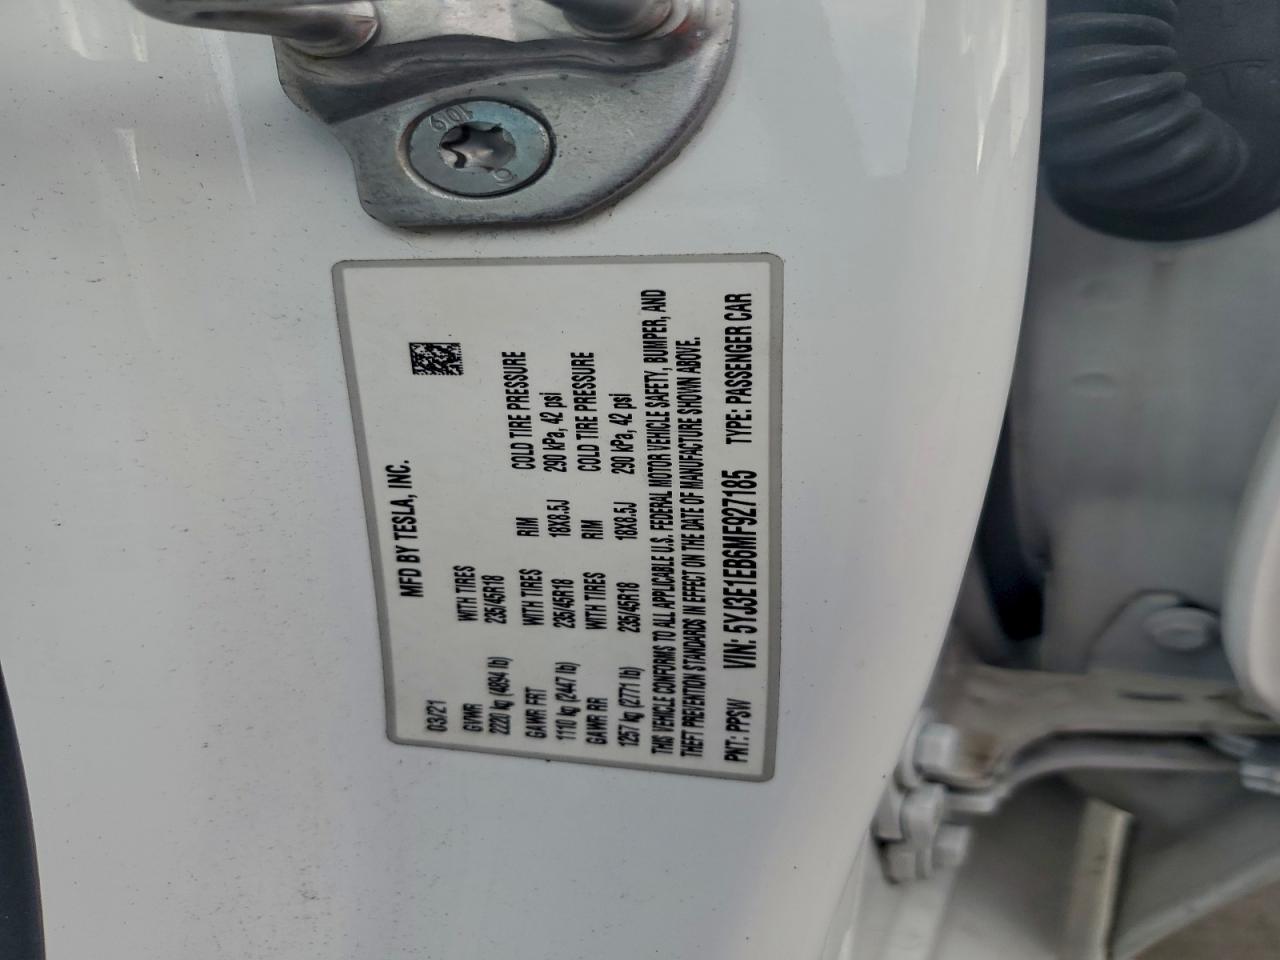 MFD BY TESLA, INC.
03/21
GVWR WITH TIRES
2220 kg (4894 lb) 235/45R18 COLD TIRE PRESSURE
GAWR FRT WITH TIRES RIM 290 kPa, 42 psi
1110 kg (2447 lb) 235/45R18 18X8.5J COLD TIRE PRESSURE
GAWR RR WITH TIRES RIM 290 kPa, 42 psi
1257 kg (2771 lb) 235/45R18 18X8.5J
THIS VEHICLE CONFORMS TO ALL APPLICABLE U.S. FEDERAL MOTOR VEHICLE SAFETY, BUMPER, AND
THEFT PREVENTION STANDARDS IN EFFECT ON THE DATE OF MANUFACTURE SHOWN ABOVE.
PNT: PPSW VIN: 5YJ3E1EB6MF927185 TYPE: PASSENGER CAR
10.9